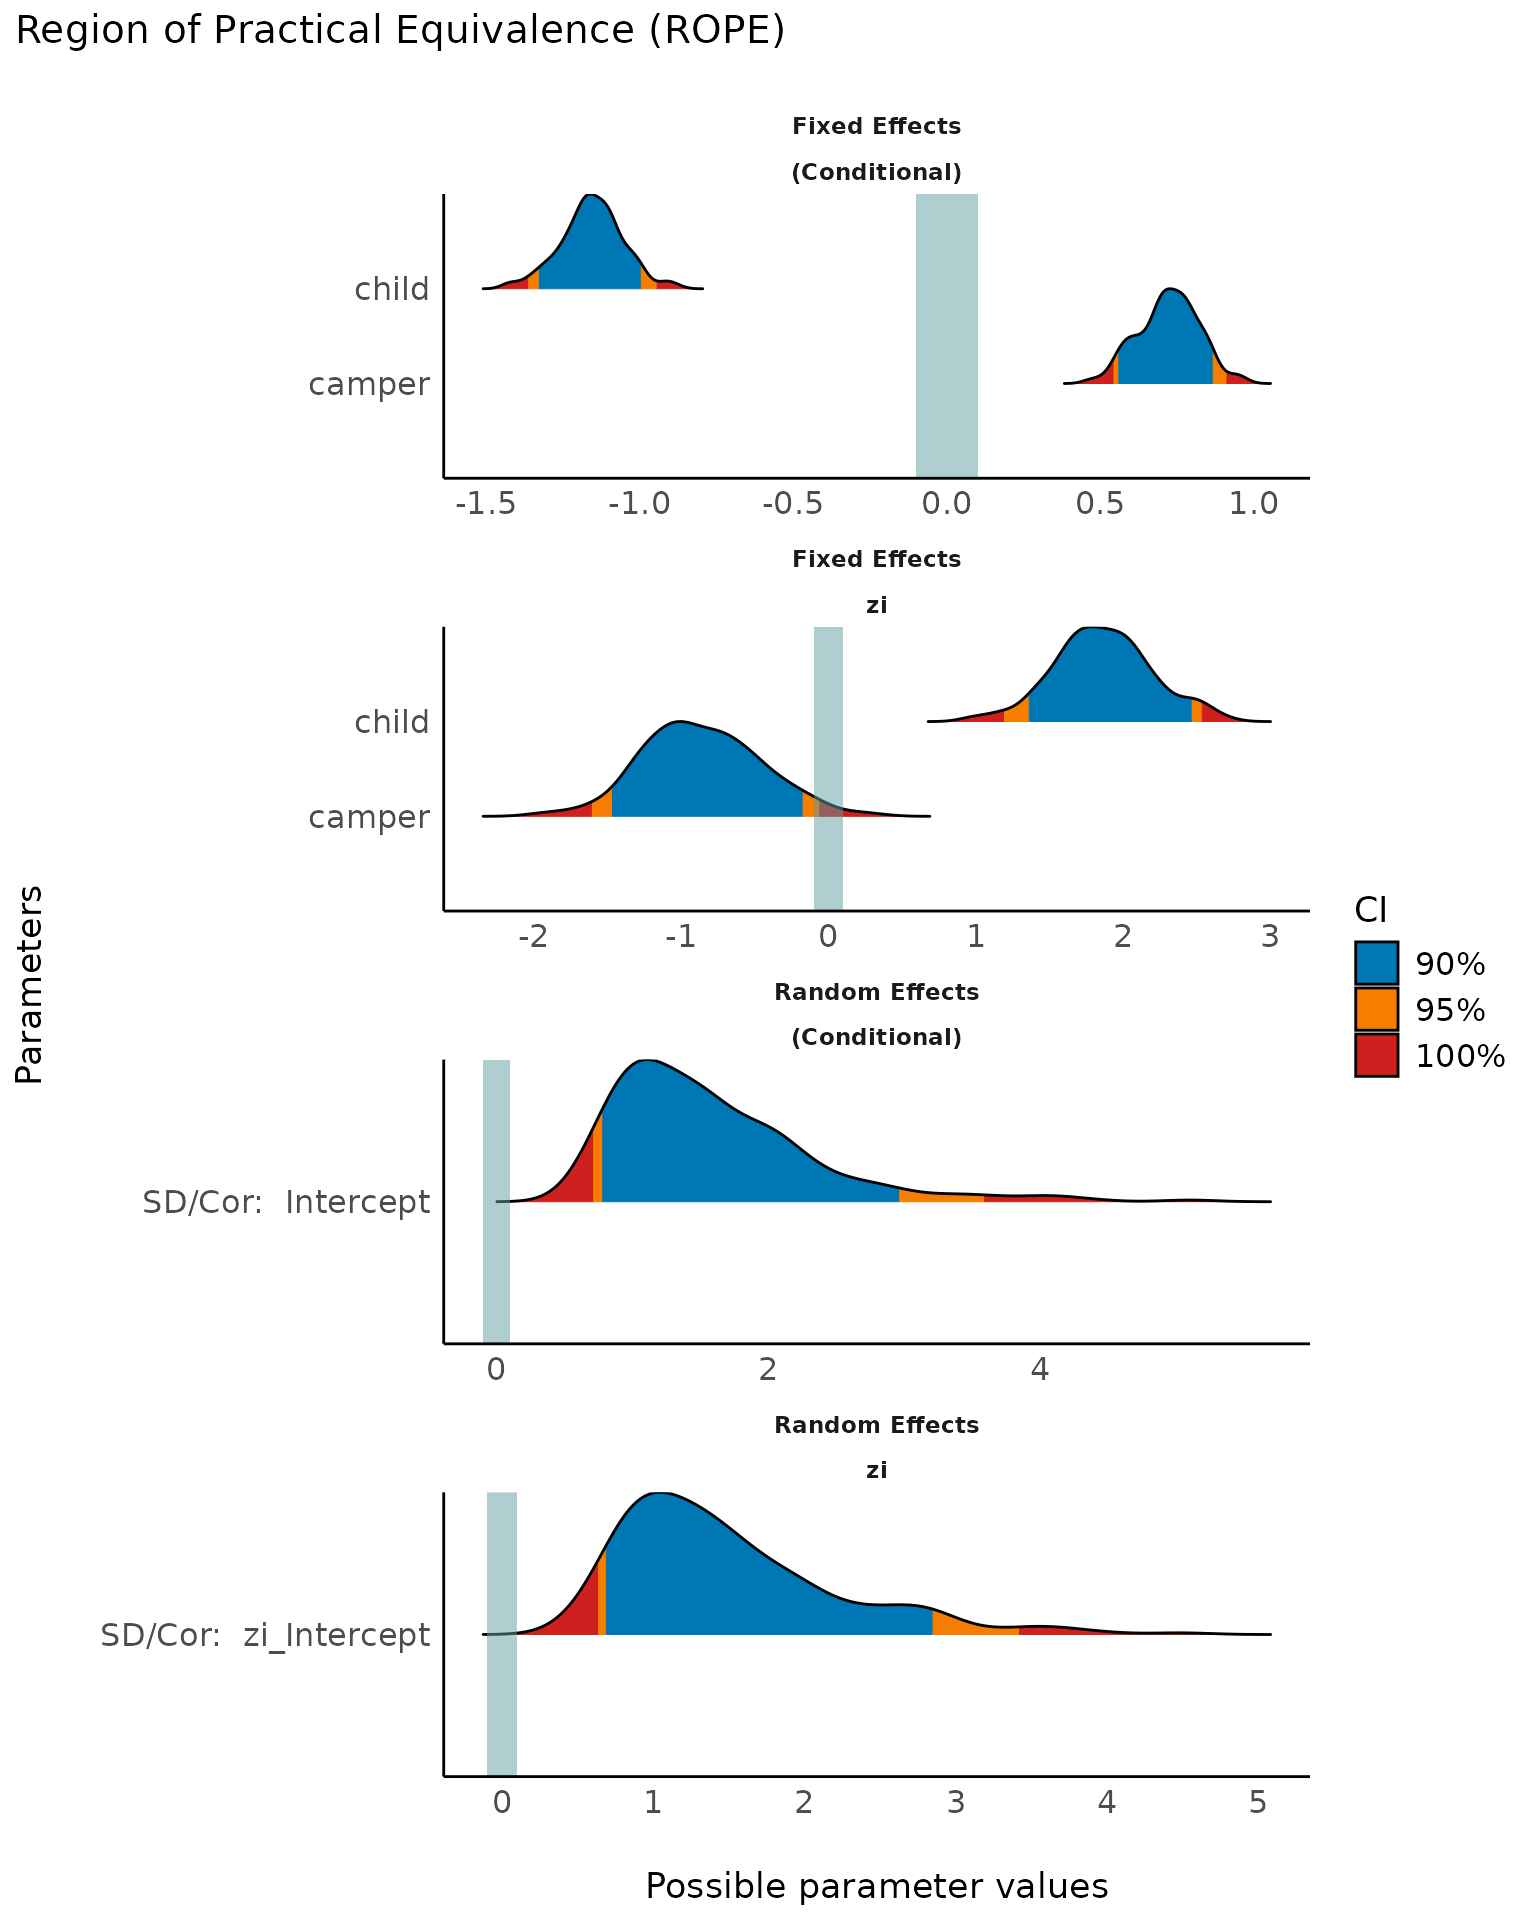 Region of Practical Equivalence (ROPE)
Fixed Effects
(Conditional)
child
camper
-1.5 -1.0 -0.5 0.0 0.5 1.0
Fixed Effects
zi
child
camper
-2 -1 0 1 2 3
Random Effects
(Conditional)
SD/Cor: Intercept
0 2 4
Random Effects
zi
SD/Cor: zi_Intercept
0 1 2 3 4 5
Possible parameter values
Parameters
CI
90%
95%
100%